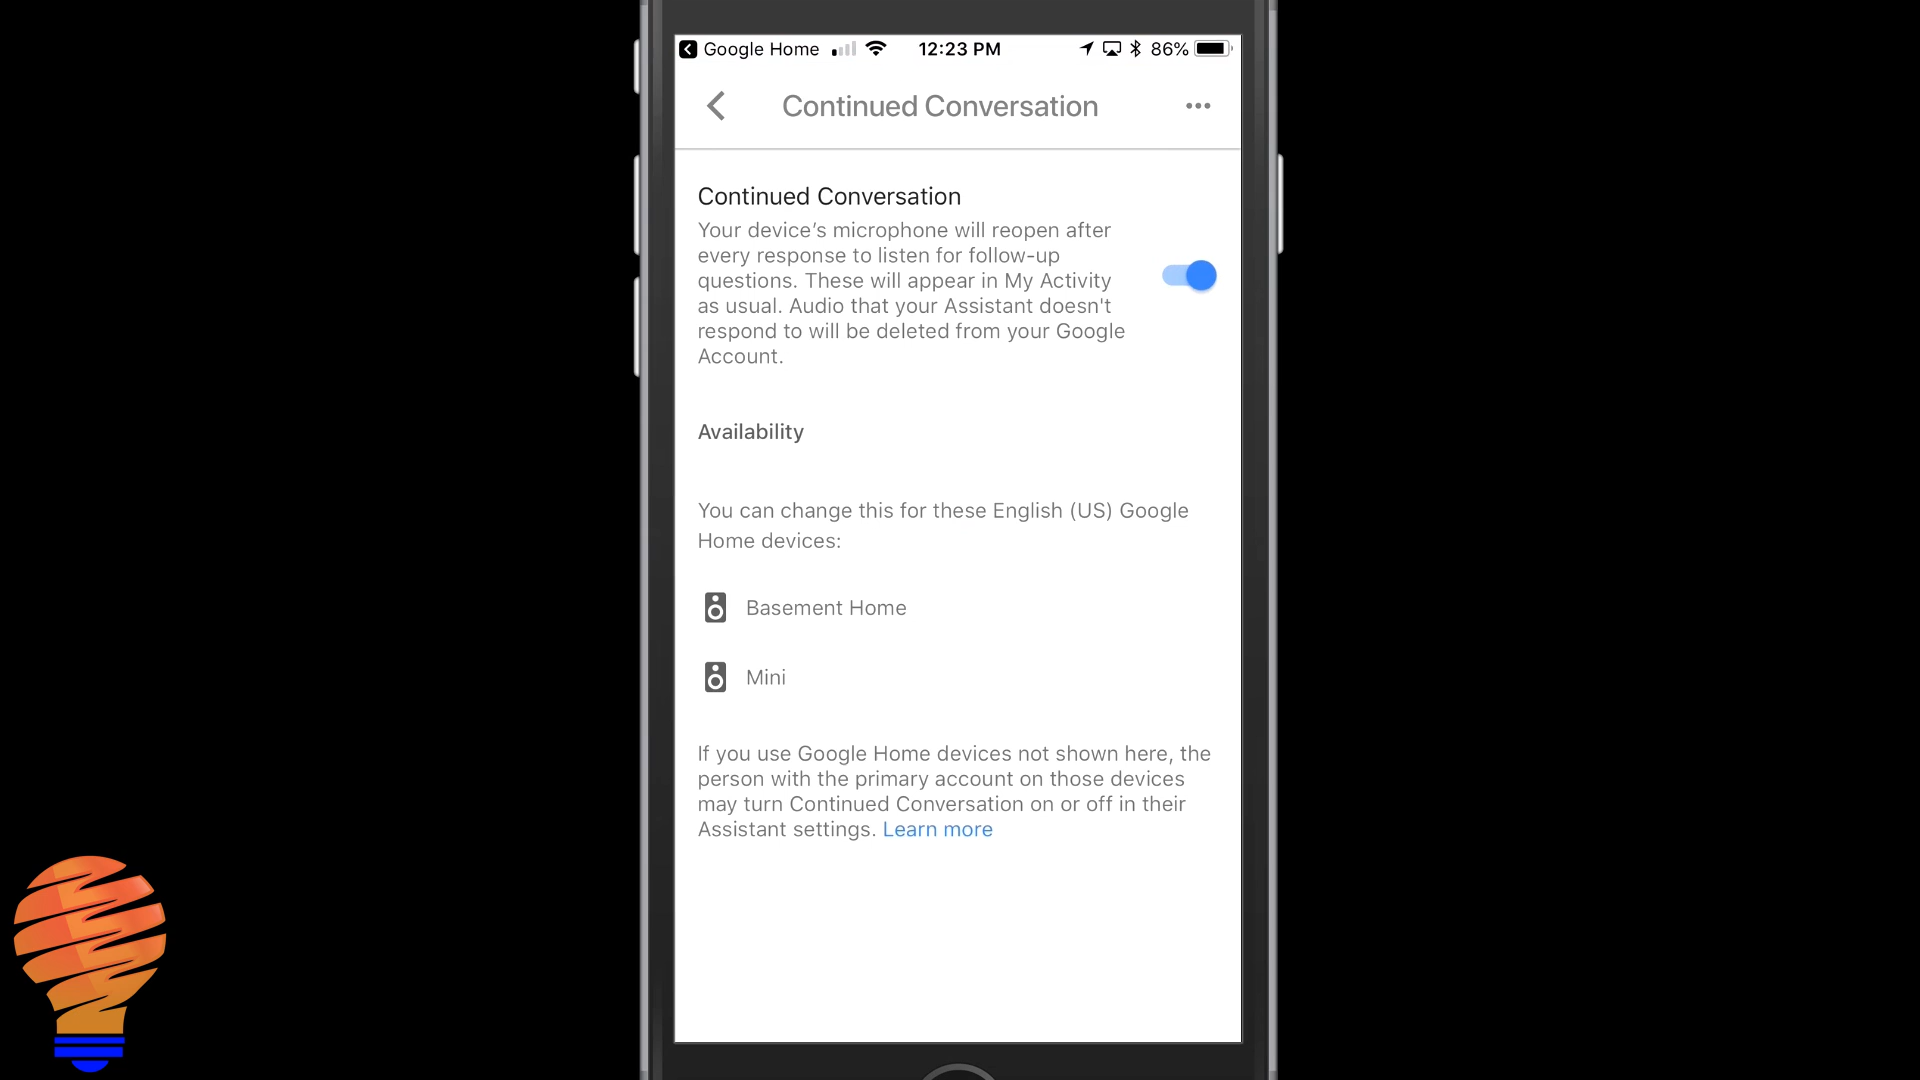 Google Home 12:23 PM 86%
Continued Conversation
Continued Conversation
Your device’s microphone will reopen after
every response to listen for follow-up
questions. These will appear in My Activity
as usual. Audio that your Assistant doesn't
respond to will be deleted from your Google
Account.
Availability
You can change this for these English (US) Google
Home devices:
Basement Home
Mini
If you use Google Home devices not shown here, the
person with the primary account on those devices
may turn Continued Conversation on or off in their
Assistant settings. Learn more